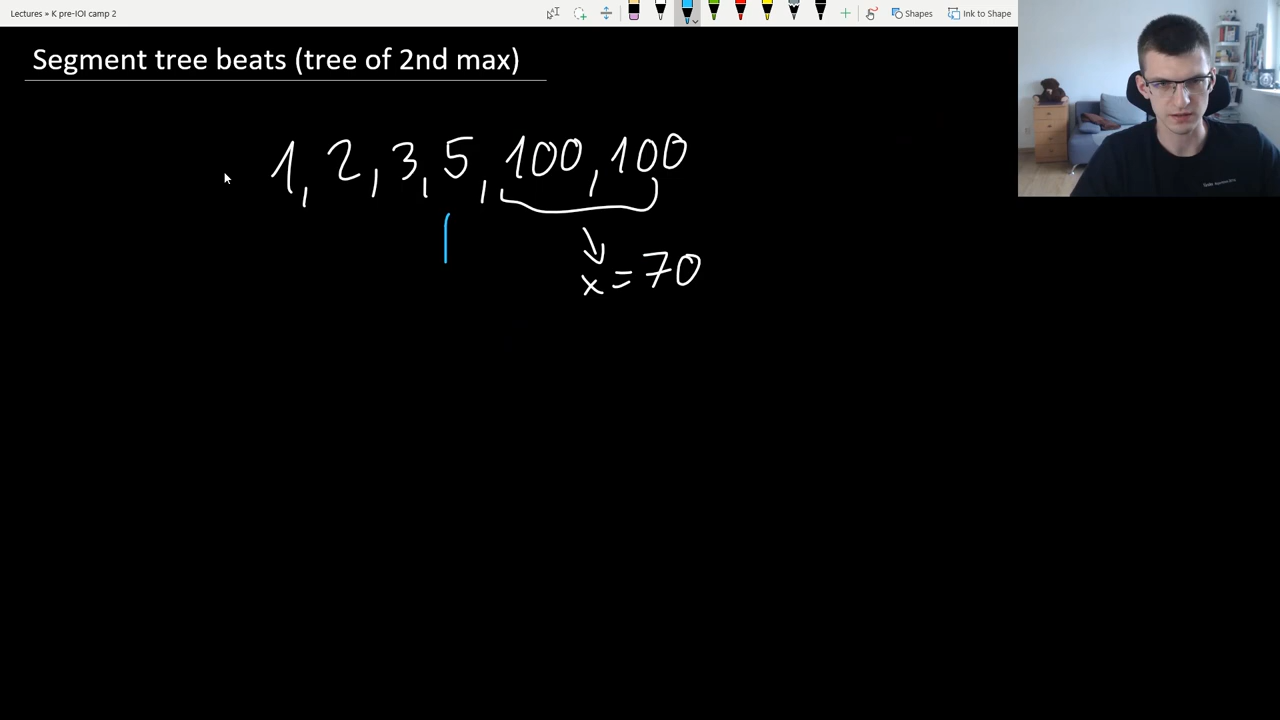 Lectures » K pre-IOI camp 2
Shapes
Ink to Shape
Segment tree beats (tree of 2nd max)
1, 2, 3, 5, 100, 100
x = 70